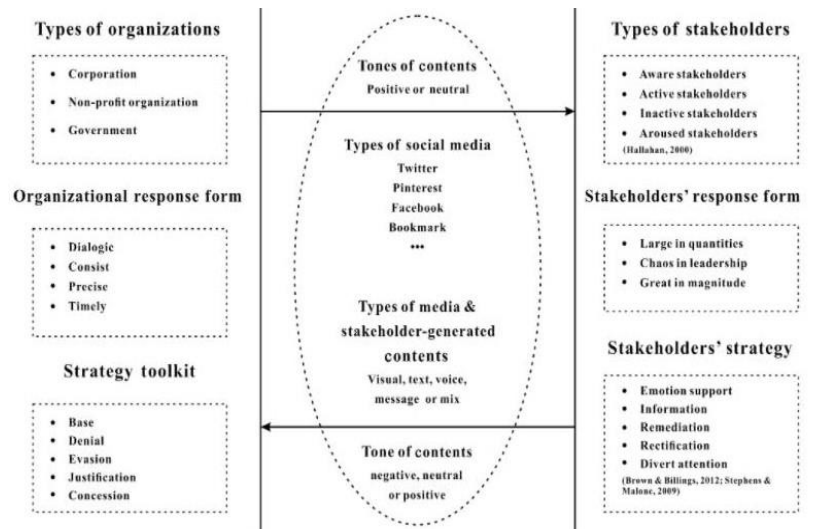 Types of organizations
• Corporation
• Non-profit organization
• Government
Organizational response form
• Dialogic
• Consist
• Precise
• Timely
Strategy toolkit
• Base
• Denial
• Evasion
• Justification
• Concession
Tones of contents
Positive or neutral
Types of social media
Twitter
Pinterest
Facebook
Bookmark
•••
Types of media &
stakeholder-generated
contents
Visual, text, voice,
message or mix
Tone of contents
negative, neutral
or positive
Types of stakeholders
• Aware stakeholders
• Active stakeholders
• Inactive stakeholders
• Aroused stakeholders
(Hallahan, 2000)
Stakeholders' response form
• Large in quantities
• Chaos in leadership
• Great in magnitude
Stakeholders' strategy
• Emotion support
• Information
• Remediation
• Rectification
• Divert attention
(Brown & Billings, 2012; Stephens &
Malone, 2009)